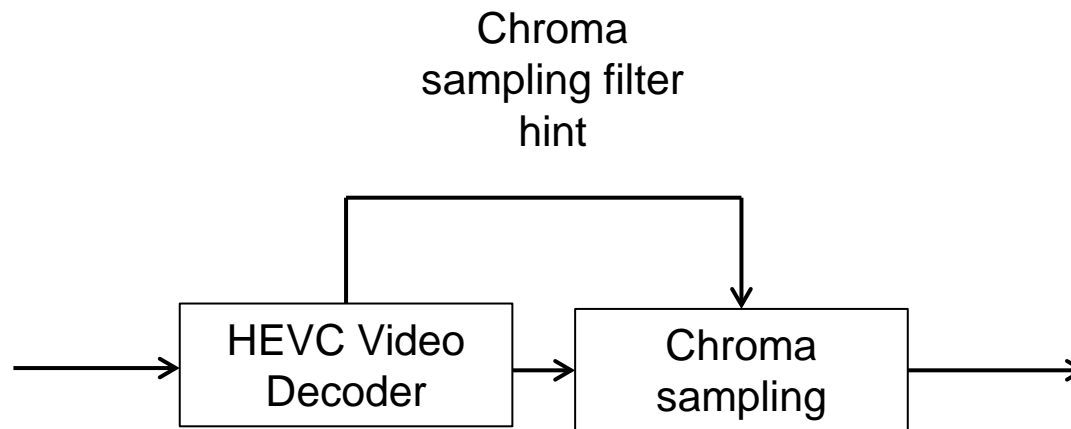 Chroma
sampling filter
hint
HEVC Video
Decoder
Chroma
sampling